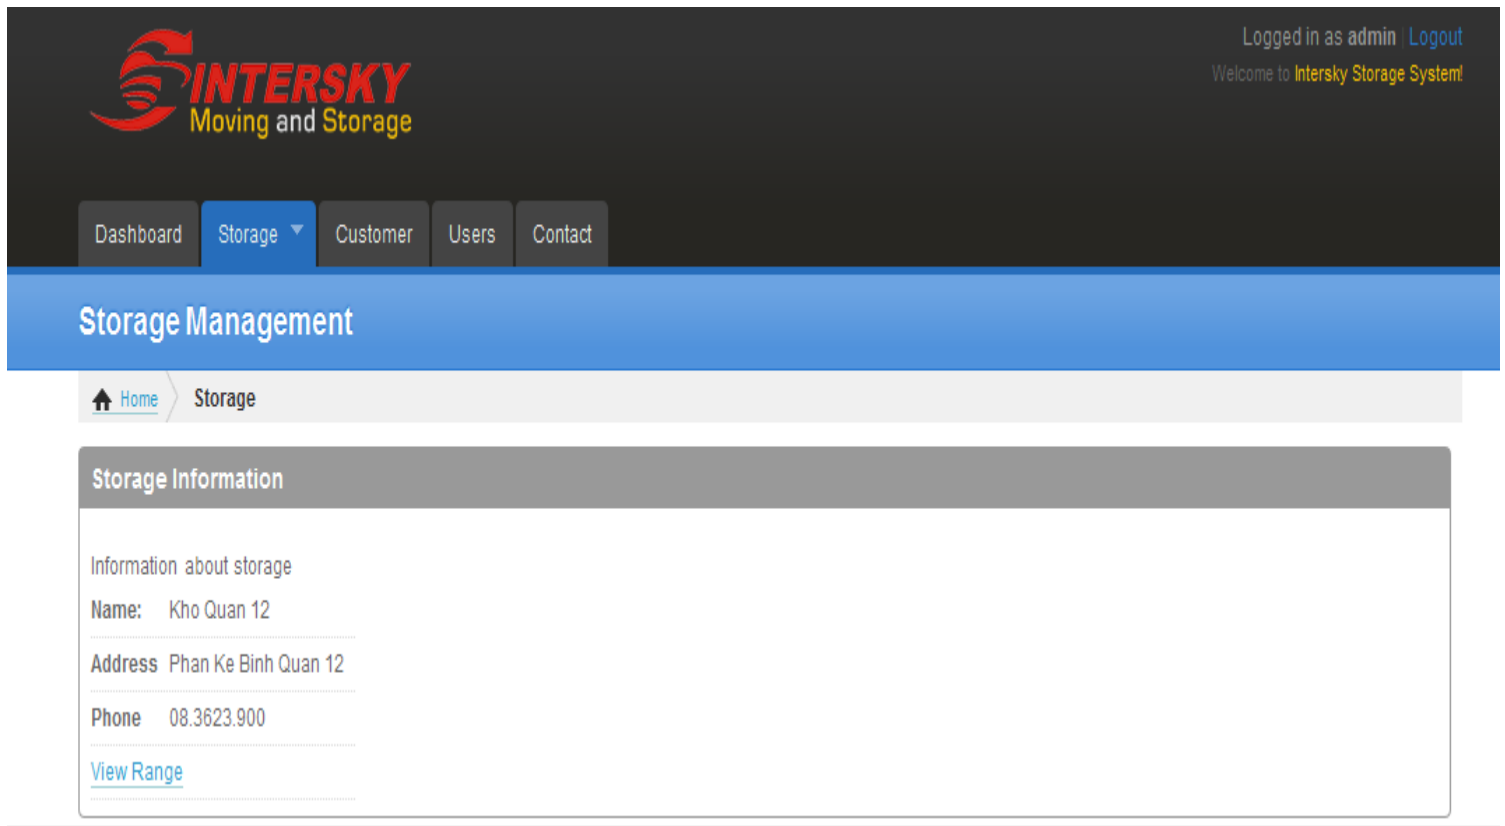 INTERSKY
Moving and Storage
Logged in as admin | Logout
Welcome to Intersky Storage System!
Dashboard Storage Customer Users Contact
Storage Management
Home Storage
Storage Information
Information about storage
Name: Kho Quan 12
Address Phan Ke Binh Quan 12
Phone 08.3623.900
View Range